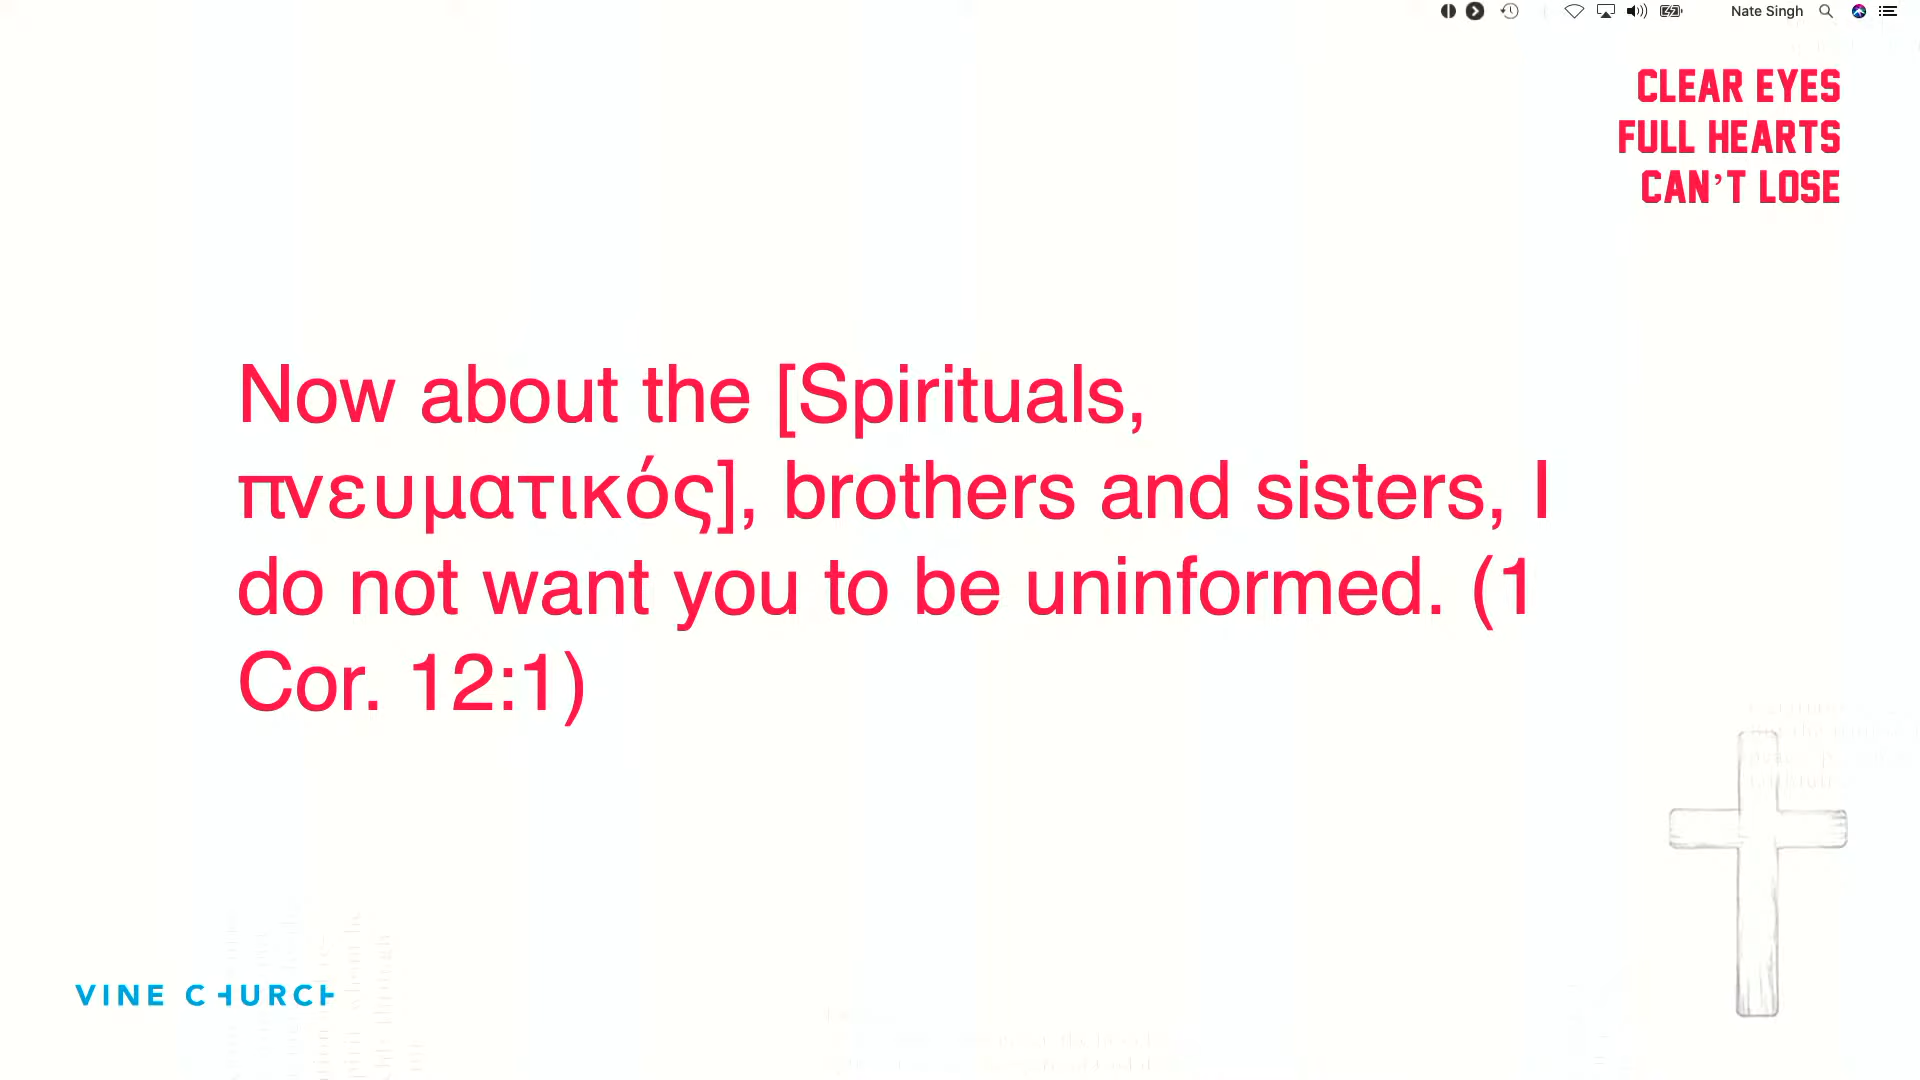 Nate Singh
CLEAR EYES
FULL HEARTS
CAN'T LOSE
Now about the [Spirituals,
πνευματικός], brothers and sisters, I
do not want you to be uninformed. (1
Cor. 12:1)
VINE CHURCH